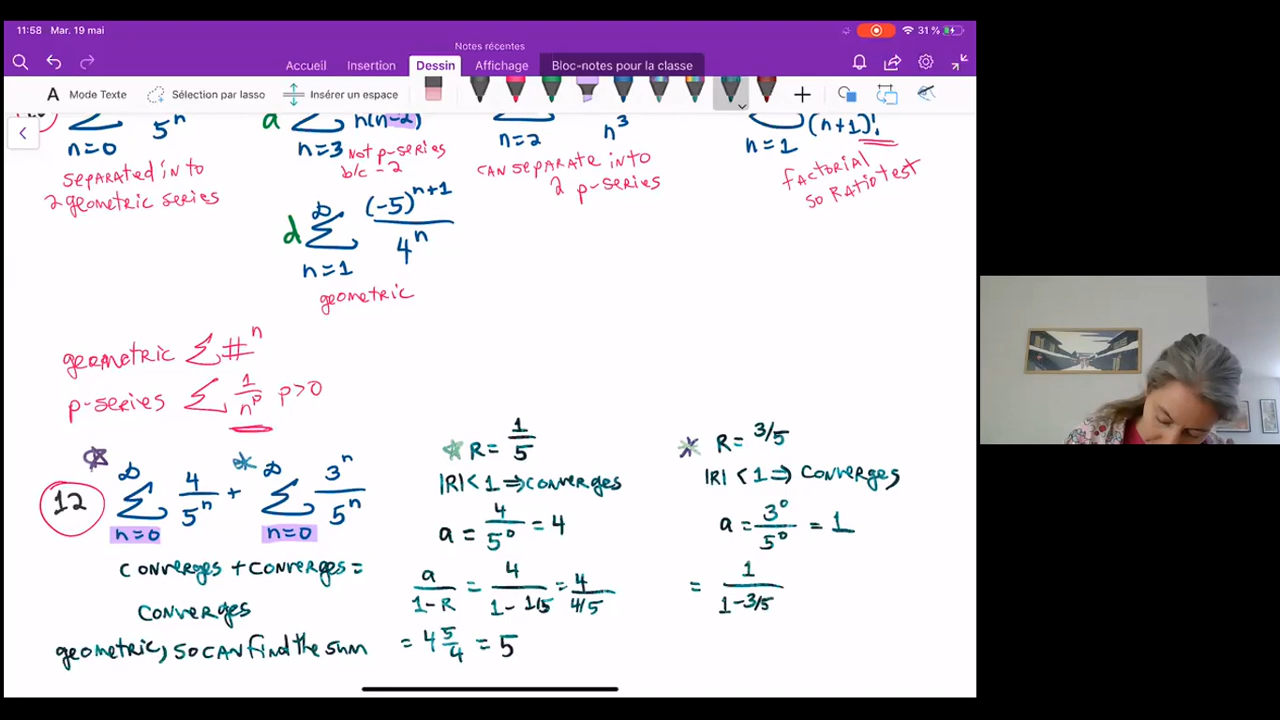 11:58 Mar. 19 mai
31 %
Notes récentes
Accueil Insertion Dessin Affichage Bloc-notes pour la classe
A Mode Texte Sélection par lasso Insérer un espace
∑ n=0 5^n
a ∑ n=3 n(n-2)
∑ n=2 n^3
∑ n=1 (n+1)!
separated into
2 geometric series
Not p-series
b/c -2
can separate into
2 p-series
factorial
so Ratio test
d ∞ ∑ n=1 (-5)^(n+1) / 4^n
geometric
geometric ∑ #^n
p-series ∑ 1/n^p p>0
12 ∞ ∑ n=0 4/5^n + ∞ ∑ n=0 3^n/5^n
converges + converges =
converges
geometric, so can find the sum
R = 1/5
|R| < 1 ⇒ converges
a = 4/5^0 = 4
a/(1-R) = 4/(1-1/5) = 4/(4/5)
= 4 5/4 = 5
R = 3/5
|R| < 1 ⇒ converges
a = 3^0/5^0 = 1
= 1/(1-3/5)